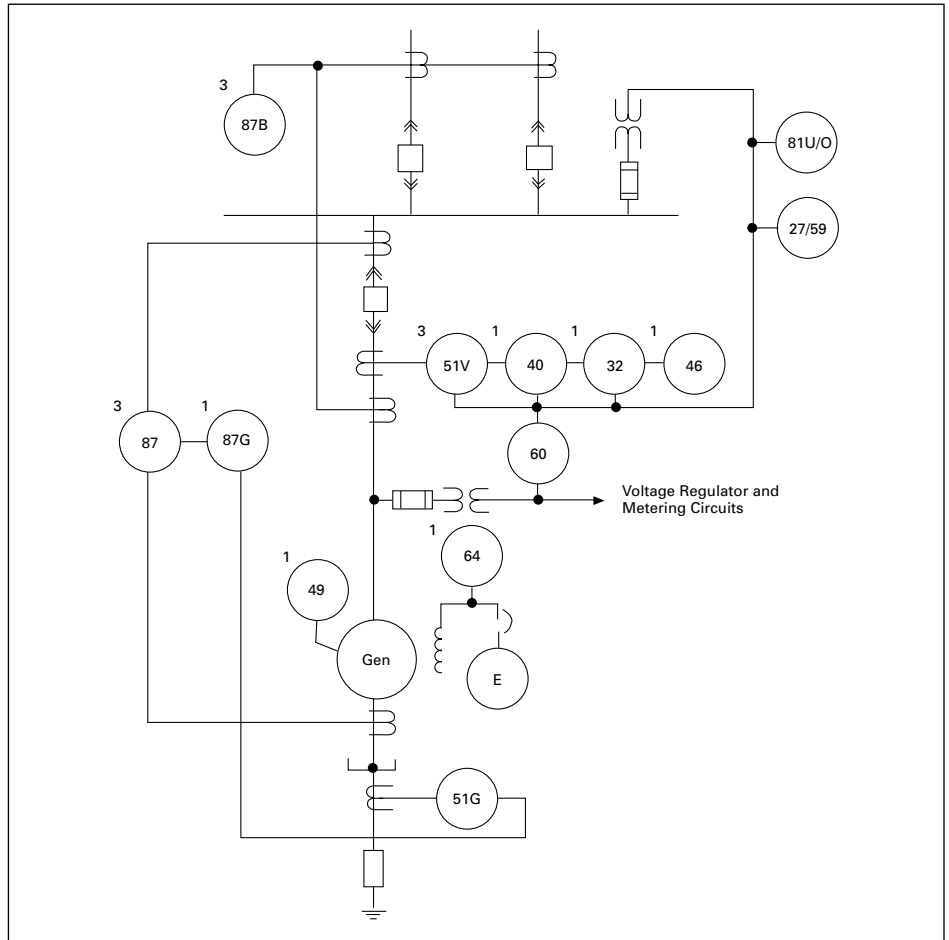 3
87B
81U/O
27/59
3
1
1
1
51V
40
32
46
3
1
87
87G
60
Voltage Regulator and
Metering Circuits
1
64
1
49
Gen
E
51G